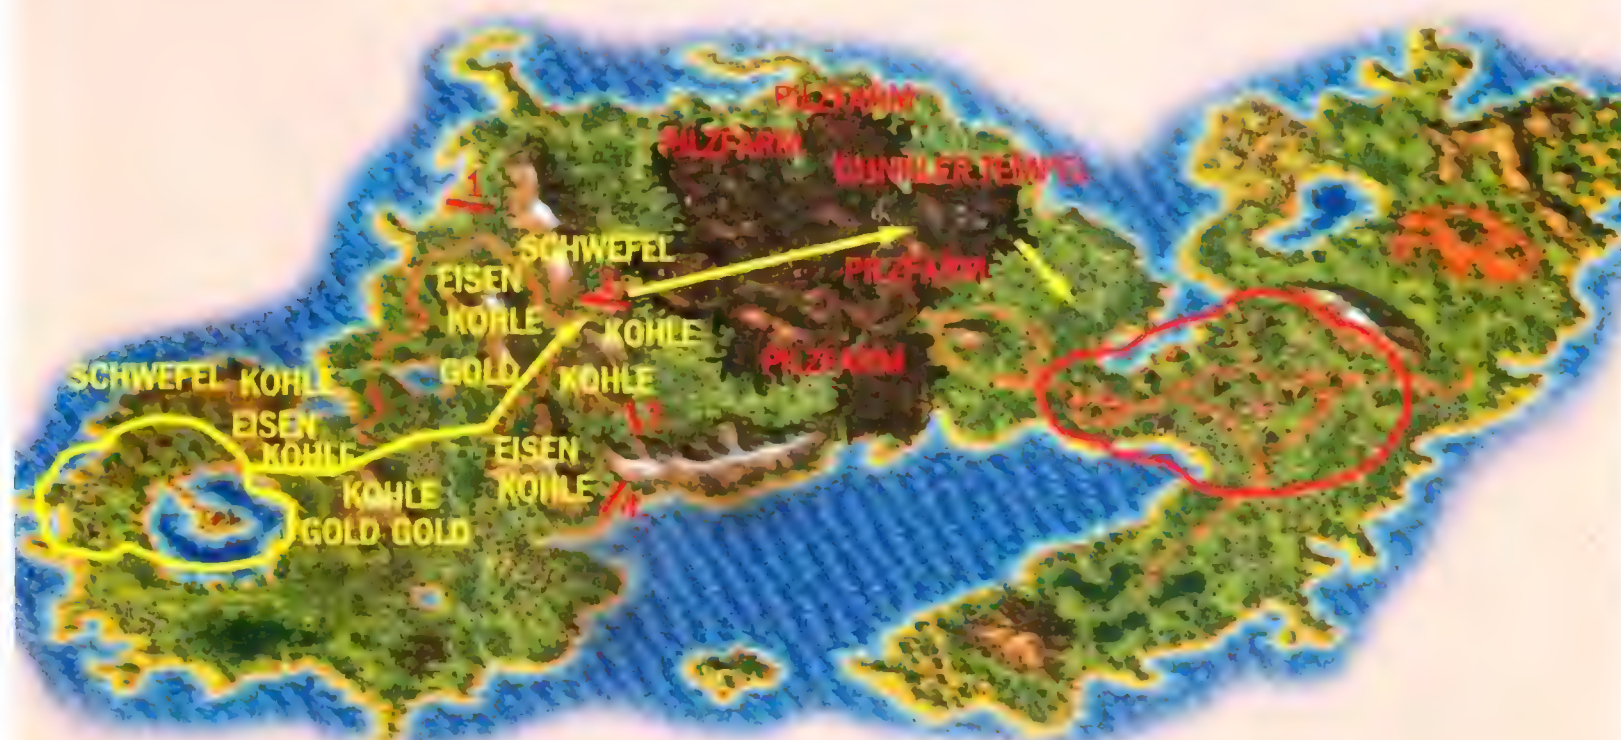 PILZFARM
PILZFARM
DUNKLER TEMPEL
1
SCHWEFEL
EISEN
PILZFARM
KOHLE
KOHLE
PILZFARM
SCHWEFEL KOHLE
GOLD
KOHLE
EISEN
KOHLE
EISEN
KOHLE
KOHLE
GOLD GOLD